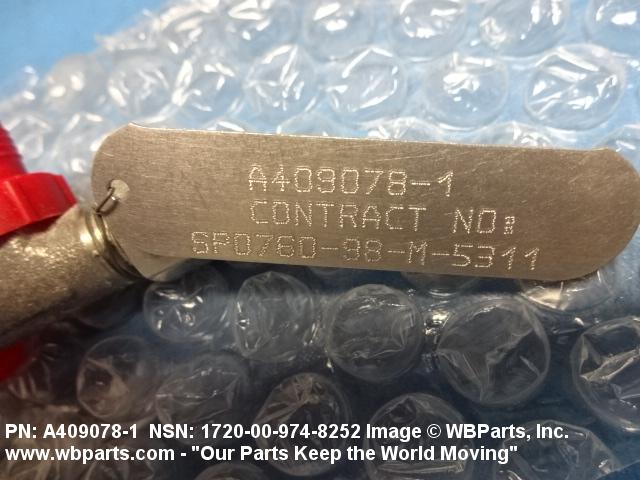 A409078-1
CONTRACT NO:
SP0760-98-M-5311
PN: A409078-1 NSN: 1720-00-974-8252 Image © WBParts, Inc.
www.wbparts.com - "Our Parts Keep the World Moving"